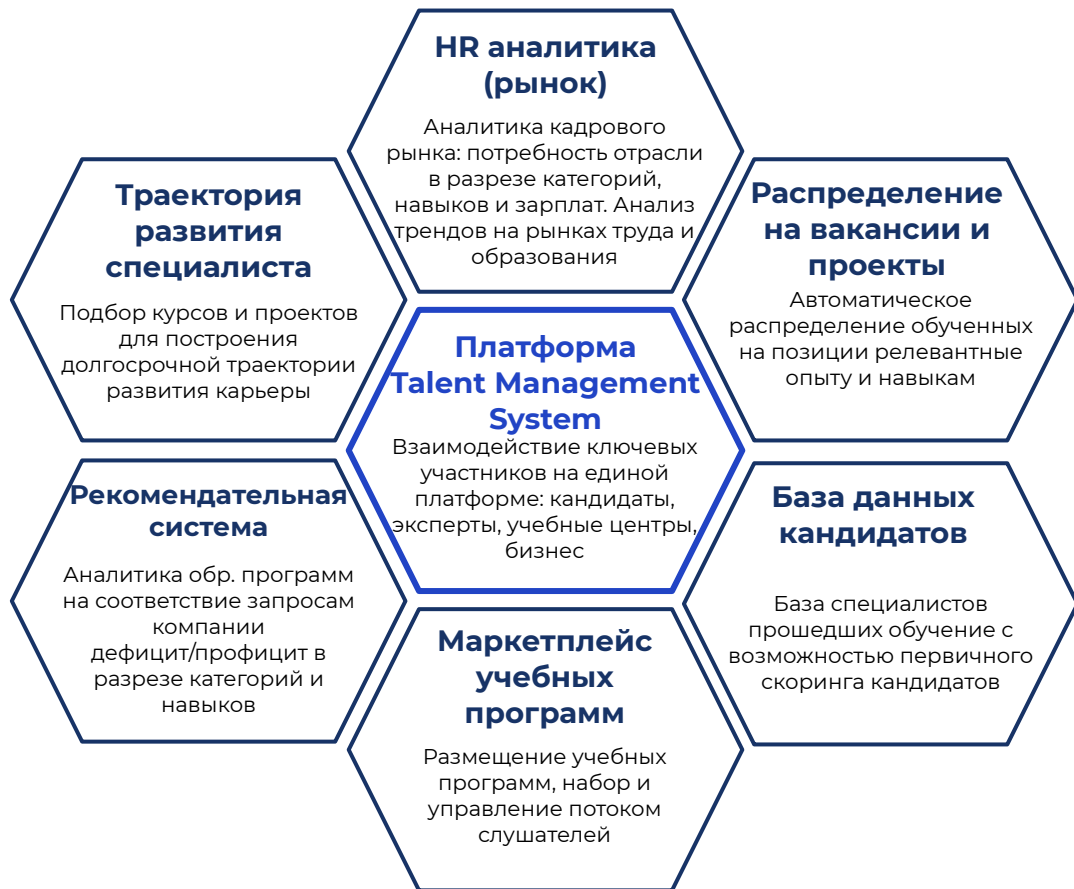 HR аналитика
(рынок)
Аналитика кадрового
рынка: потребность отрасли
в разрезе категорий,
навыков и зарплат. Анализ
трендов на рынках труда и
образования
Траектория
развития
специалиста
Подбор курсов и проектов
для построения
долгосрочной траектории
развития карьеры
Распределение
на вакансии и
проекты
Автоматическое
распределение обученных
на позиции релевантные
опыту и навыкам
Платформа
Talent Management
System
Взаимодействие ключевых
участников на единой
платформе: кандидаты,
эксперты, учебные центры,
бизнес
Рекомендательная
система
Аналитика обр. программ
на соответствие запросам
компании
дефицит/профицит в
разрезе категорий и
навыков
База данных
кандидатов
База специалистов
прошедших обучение с
возможностью первичного
скоринга кандидатов
Маркетплейс
учебных
программ
Размещение учебных
программ, набор и
управление потоком
слушателей